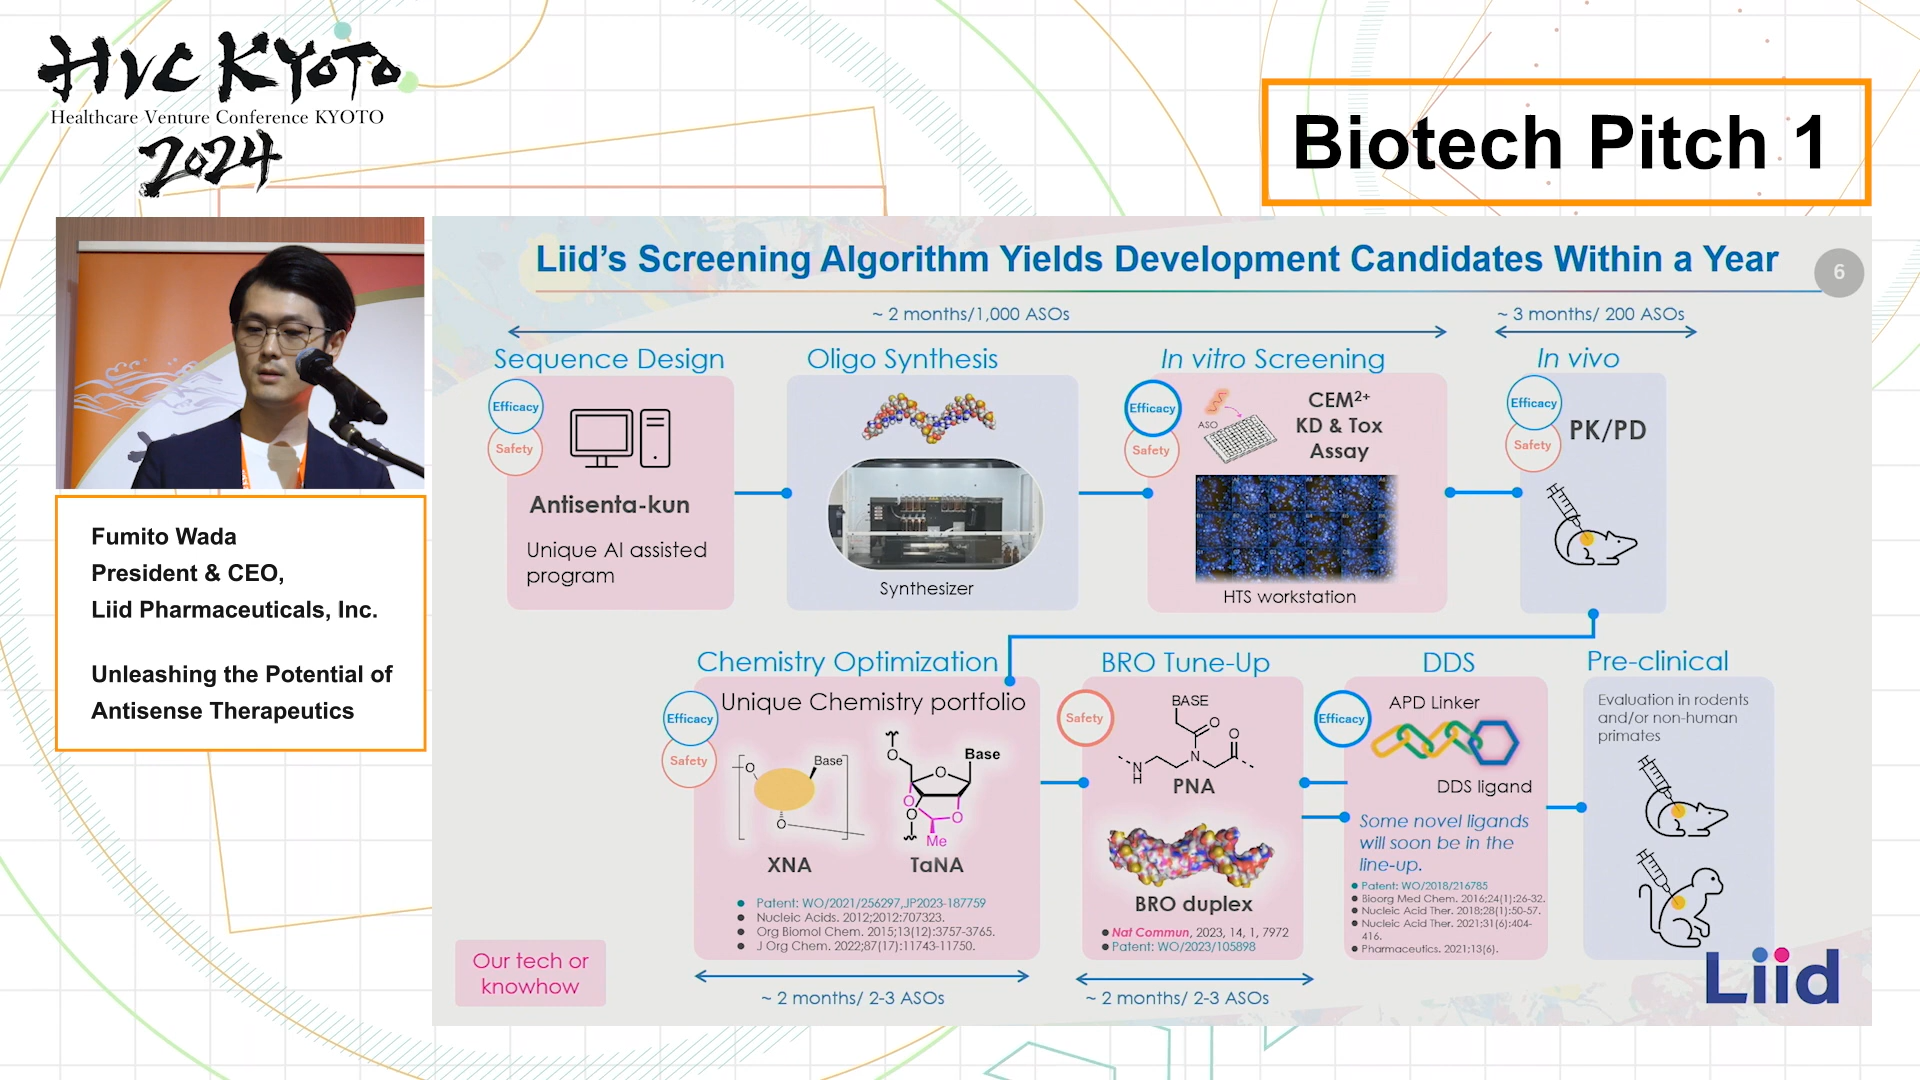 HVC KYOTO
Healthcare Venture Conference KYOTO
2024
Biotech Pitch 1
Fumito Wada
President & CEO,
Liid Pharmaceuticals, Inc.
Unleashing the Potential of
Antisense Therapeutics
Liid's Screening Algorithm Yields Development Candidates Within a Year
6
~ 2 months/1,000 ASOs
~ 3 months/ 200 ASOs
Sequence Design
Efficacy
Safety
Antisenta-kun
Unique AI assisted
program
Oligo Synthesis
Synthesizer
In vitro Screening
Efficacy
Safety
ASO
CEM²⁺
KD & Tox
Assay
HTS workstation
In vivo
Efficacy
Safety
PK/PD
Chemistry Optimization
Efficacy
Safety
Unique Chemistry portfolio
O
Base
O
XNA
O
Base
O
O
O
O
Me
TaNA
Patent: WO/2021/256297,JP2023-187759
Nucleic Acids. 2012;2012:707323.
Org Biomol Chem. 2015;13(12):3757-3765.
J Org Chem. 2022;87(17):11743-11750.
~ 2 months/ 2-3 ASOs
BRO Tune-Up
Safety
BASE
O
O
N
N
H
PNA
BRO duplex
Nat Commun, 2023, 14, 1, 7972
Patent: WO/2023/105898
~ 2 months/ 2-3 ASOs
DDS
Efficacy
APD Linker
DDS ligand
Some novel ligands
will soon be in the
line-up.
Patent: WO/2018/216785
Bioorg Med Chem. 2016;24(1):26-32.
Nucleic Acid Ther. 2018;28(1):50-57.
Nucleic Acid Ther. 2021;31(6):404-
416.
Pharmaceutics. 2021;13(6).
Pre-clinical
Evaluation in rodents
and/or non-human
primates
Our tech or
knowhow
Liid